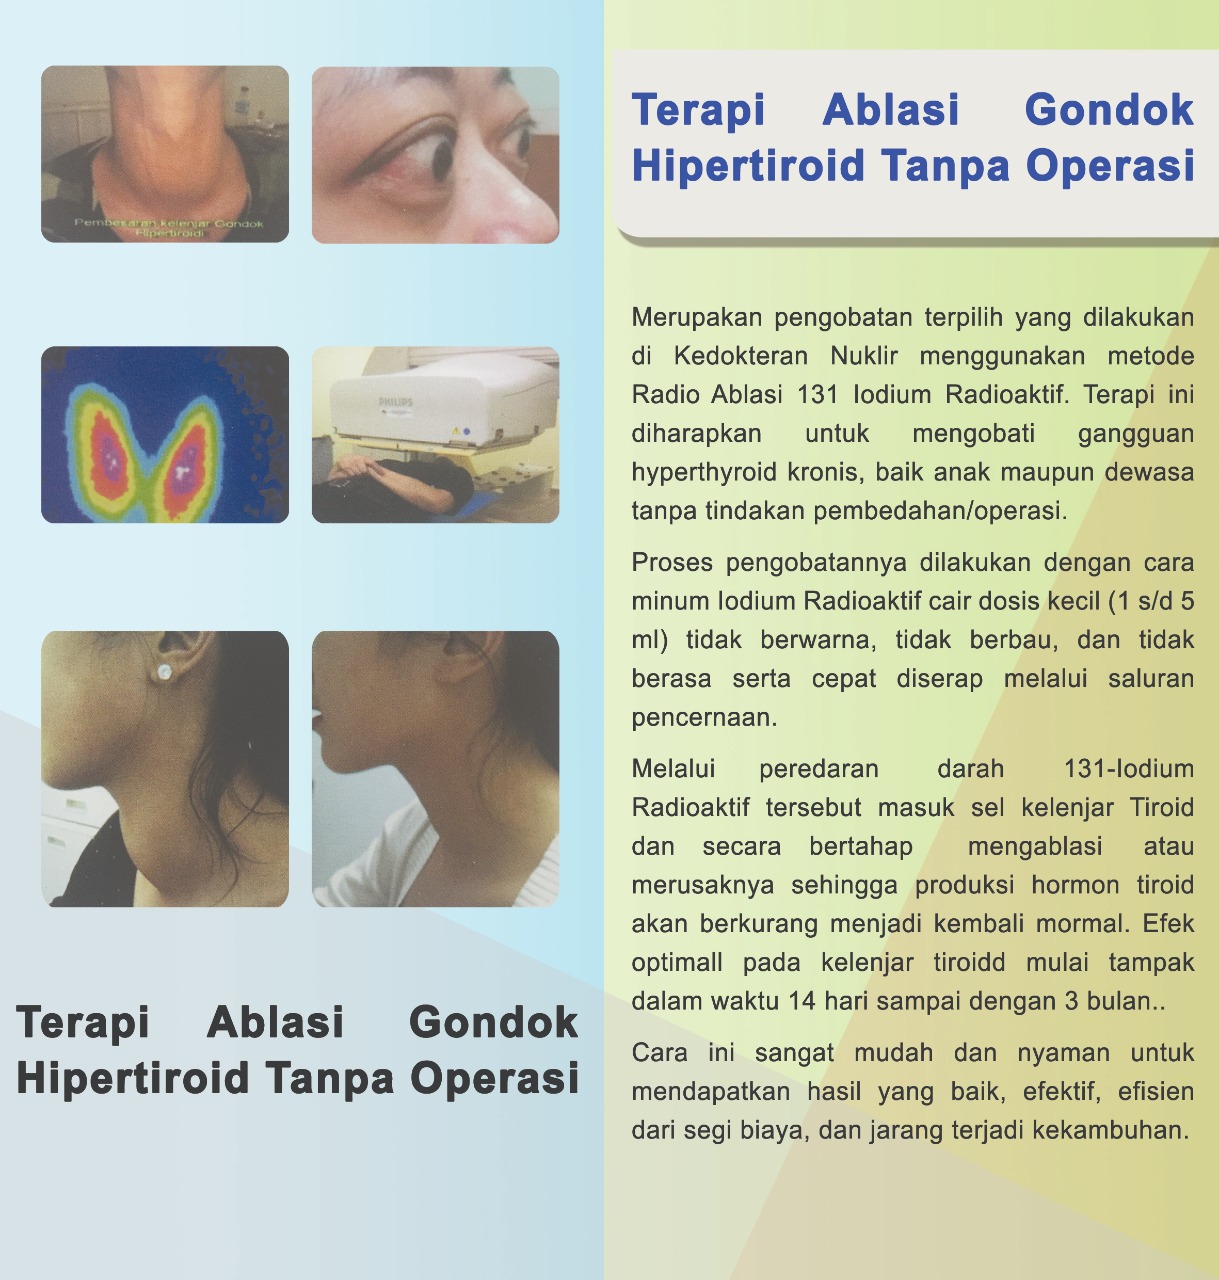 Pembesaran kelenjar Gondok
Hipertiroidi
PHILIPS
Terapi Ablasi Gondok
Hipertiroid Tanpa Operasi
Terapi Ablasi Gondok
Hipertiroid Tanpa Operasi
Merupakan pengobatan terpilih yang dilakukan
di Kedokteran Nuklir menggunakan metode
Radio Ablasi 131 Iodium Radioaktif. Terapi ini
diharapkan untuk mengobati gangguan
hyperthyroid kronis, baik anak maupun dewasa
tanpa tindakan pembedahan/operasi.
Proses pengobatannya dilakukan dengan cara
minum Iodium Radioaktif cair dosis kecil (1 s/d 5
ml) tidak berwarna, tidak berbau, dan tidak
berasa serta cepat diserap melalui saluran
pencernaan.
Melalui peredaran darah 131-Iodium
Radioaktif tersebut masuk sel kelenjar Tiroid
dan secara bertahap mengablasi atau
merusaknya sehingga produksi hormon tiroid
akan berkurang menjadi kembali mormal. Efek
optimall pada kelenjar tiroidd mulai tampak
dalam waktu 14 hari sampai dengan 3 bulan..
Cara ini sangat mudah dan nyaman untuk
mendapatkan hasil yang baik, efektif, efisien
dari segi biaya, dan jarang terjadi kekambuhan.